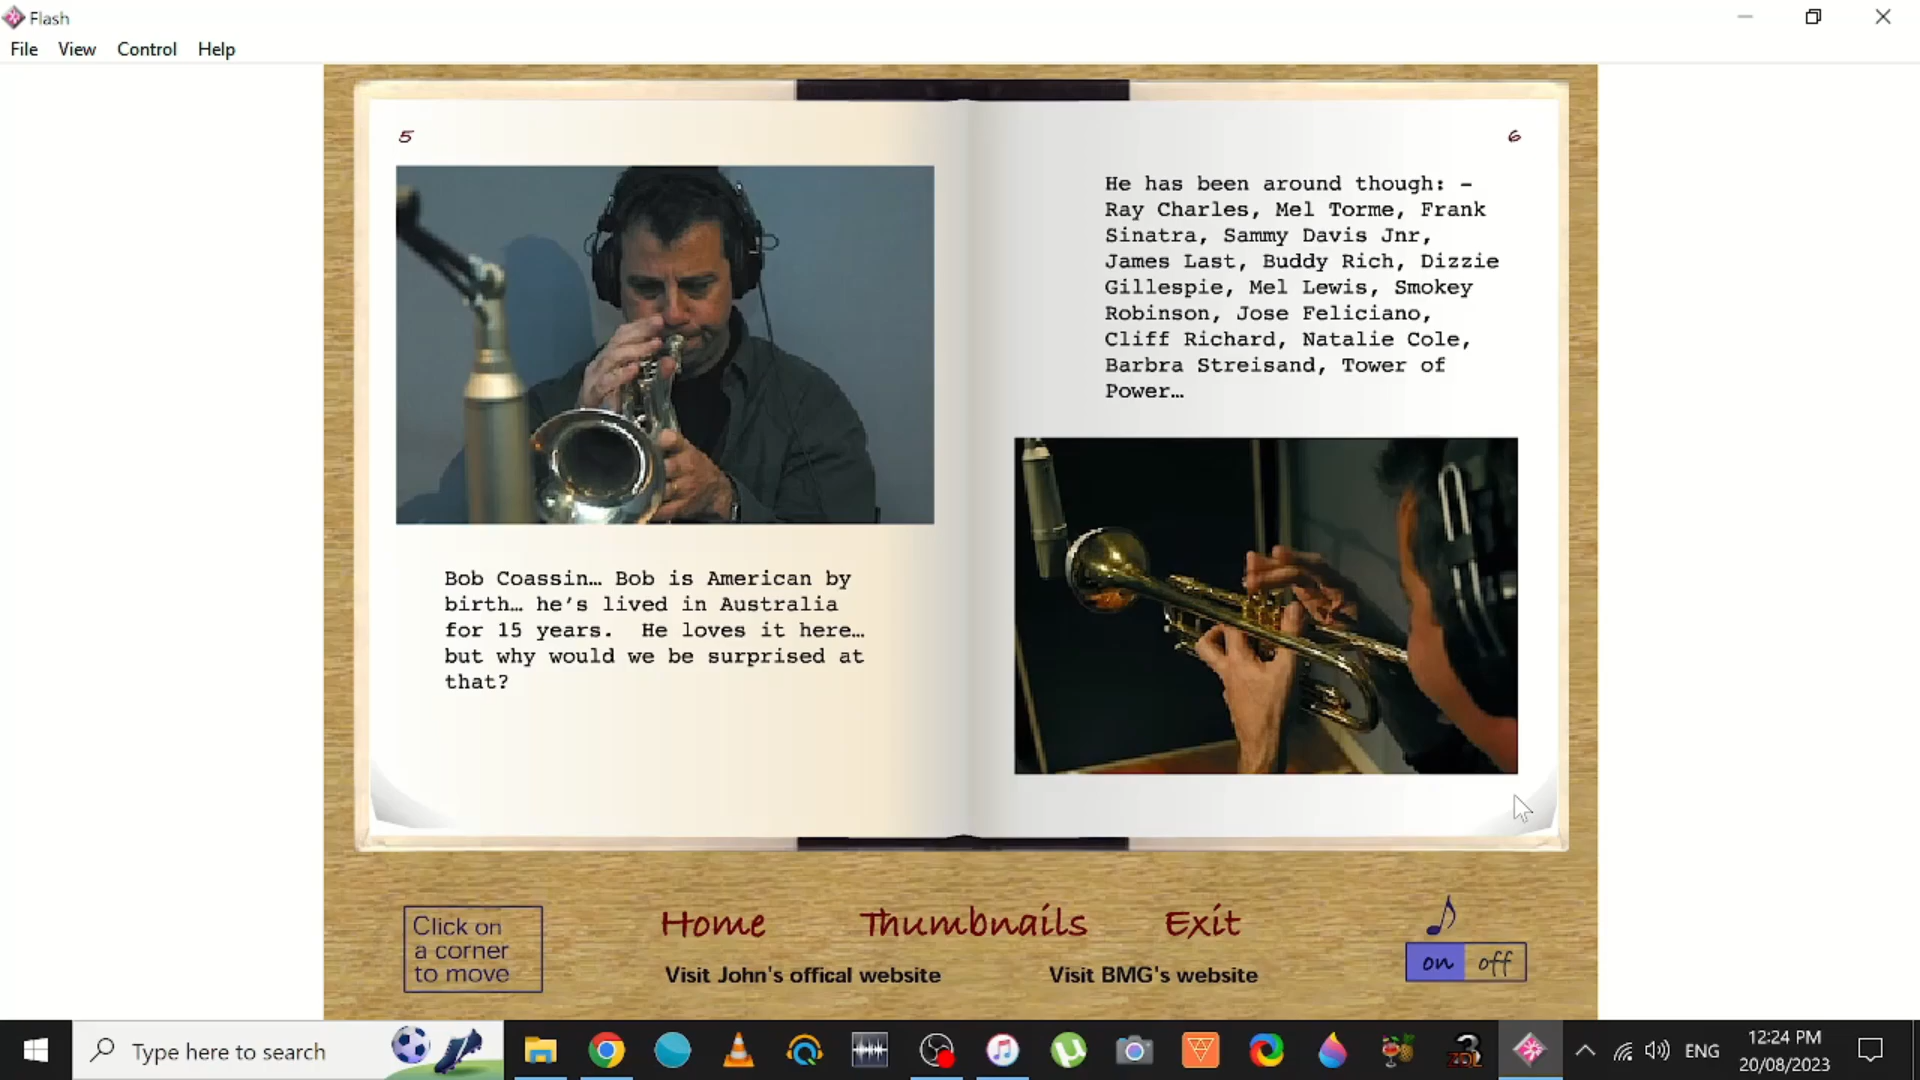 Flash
File View Control Help
5
6
He has been around though: –
Ray Charles, Mel Torme, Frank
Sinatra, Sammy Davis Jnr,
James Last, Buddy Rich, Dizzie
Gillespie, Mel Lewis, Smokey
Robinson, Jose Feliciano,
Cliff Richard, Natalie Cole,
Barbra Streisand, Tower of
Power…
Bob Coassin… Bob is American by
birth… he’s lived in Australia
for 15 years. He loves it here…
but why would we be surprised at
that?
Click on
a corner
to move
Home Thumbnails Exit
Visit John's offical website Visit BMG's website
on off
Type here to search
ENG
12:24 PM
20/08/2023